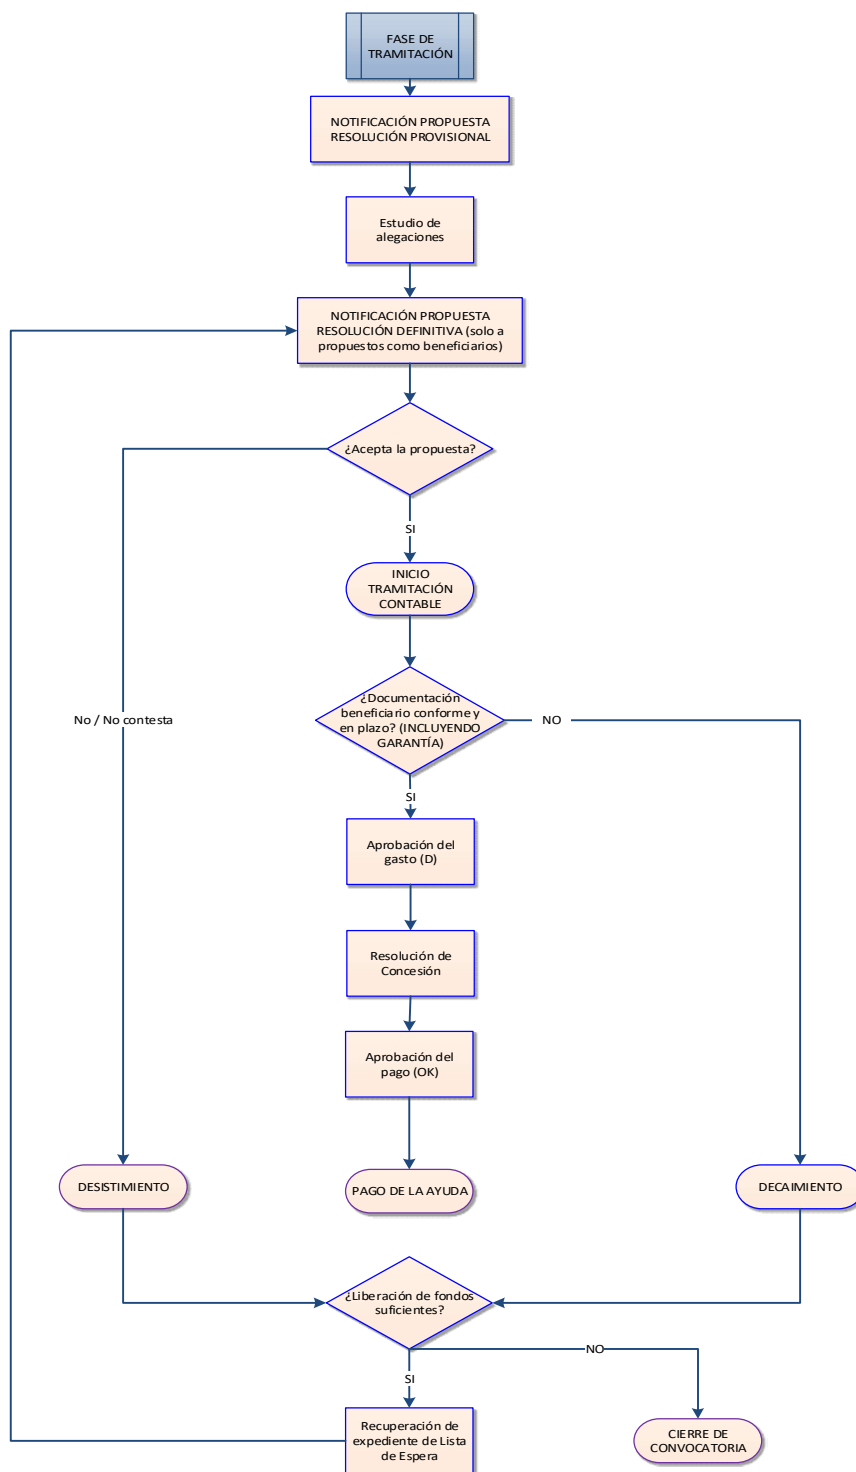 FASE DE
TRAMITACIÓN
NOTIFICACIÓN PROPUESTA
RESOLUCIÓN PROVISIONAL
Estudio de
alegaciones
NOTIFICACIÓN PROPUESTA
RESOLUCIÓN DEFINITIVA (solo a
propuestos como beneficiarios)
¿Acepta la propuesta?
SI
INICIO
TRAMITACIÓN
CONTABLE
¿Documentación
beneficiario conforme y
en plazo? (INCLUYENDO
GARANTÍA)
No / No contesta
NO
SI
Aprobación del
gasto (D)
Resolución de
Concesión
Aprobación del
pago (OK)
DESISTIMIENTO
PAGO DE LA AYUDA
DECAIMIENTO
¿Liberación de fondos
suficientes?
NO
SI
Recuperación de
expediente de Lista
de Espera
CIERRE DE
CONVOCATORIA